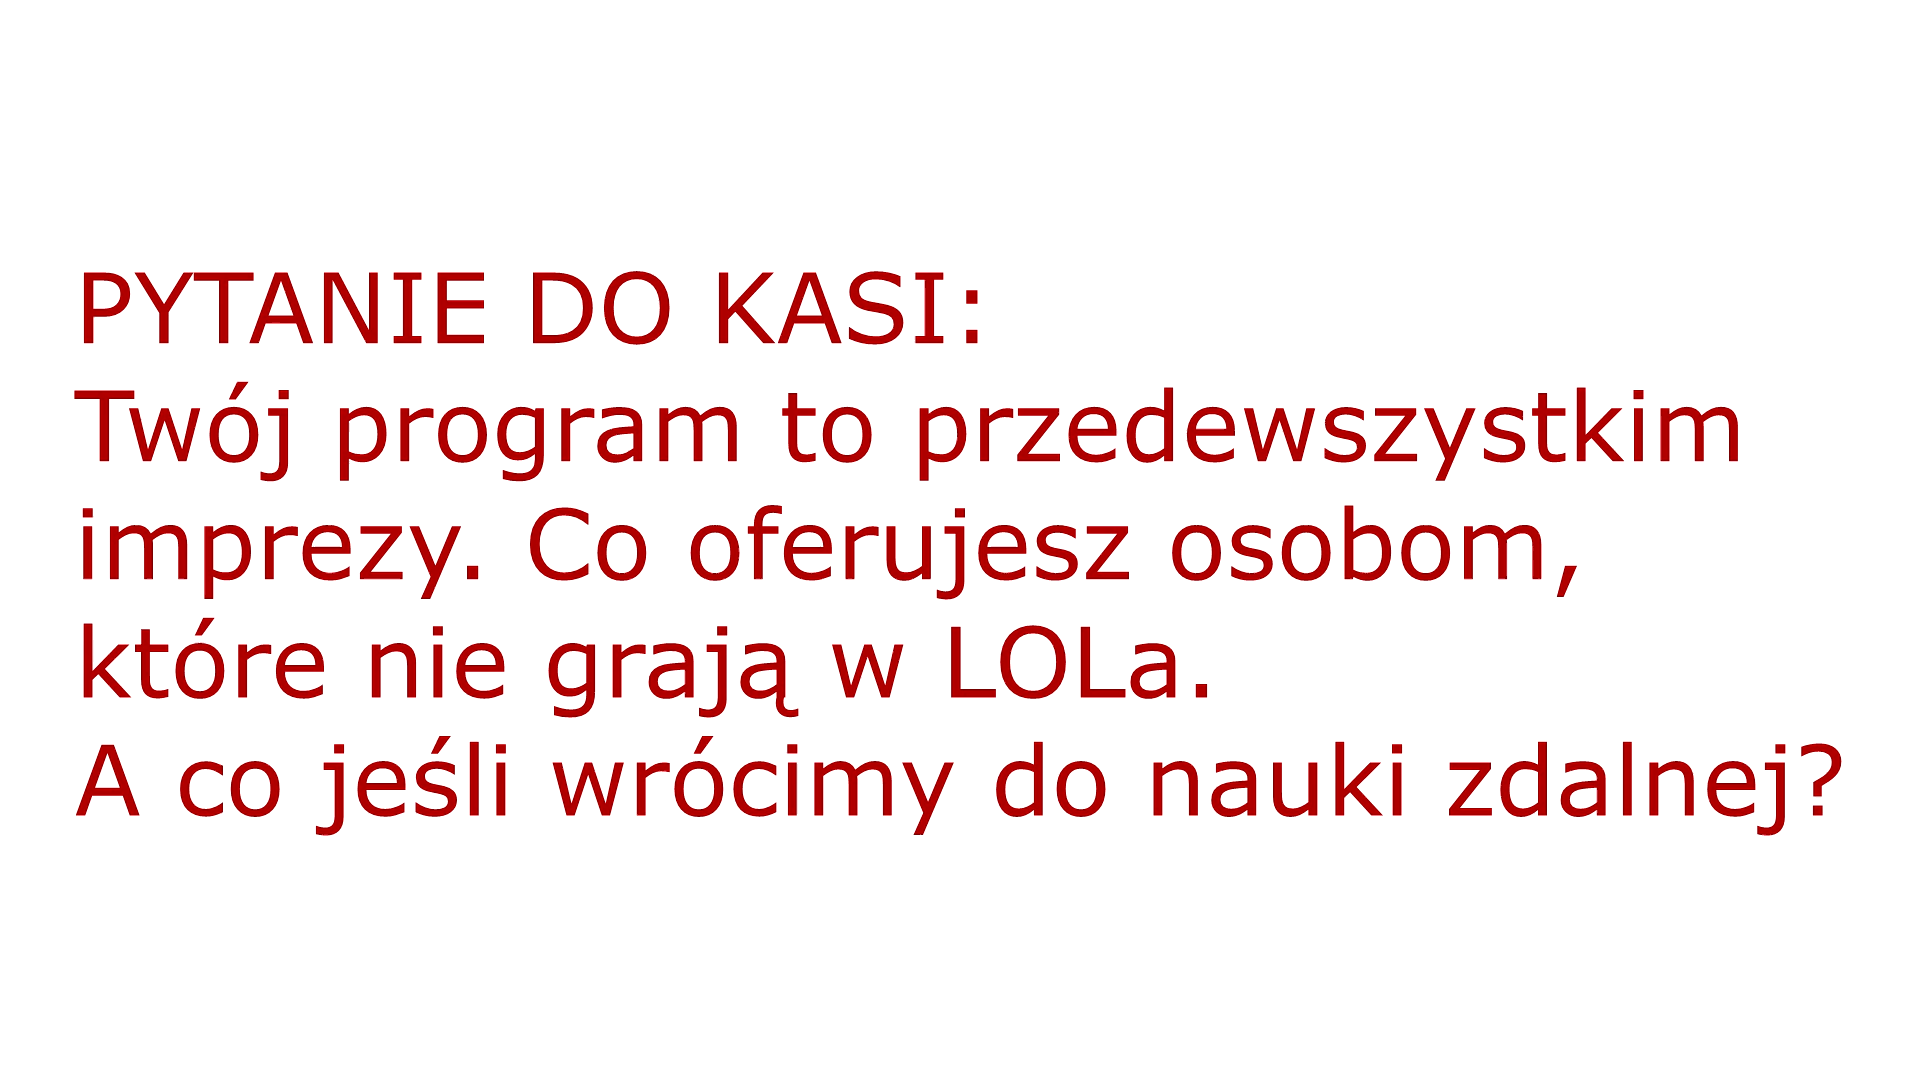 PYTANIE DO KASI:
Twój program to przedewszystkim
imprezy. Co oferujesz osobom,
które nie grają w LOLa.
A co jeśli wrócimy do nauki zdalnej?